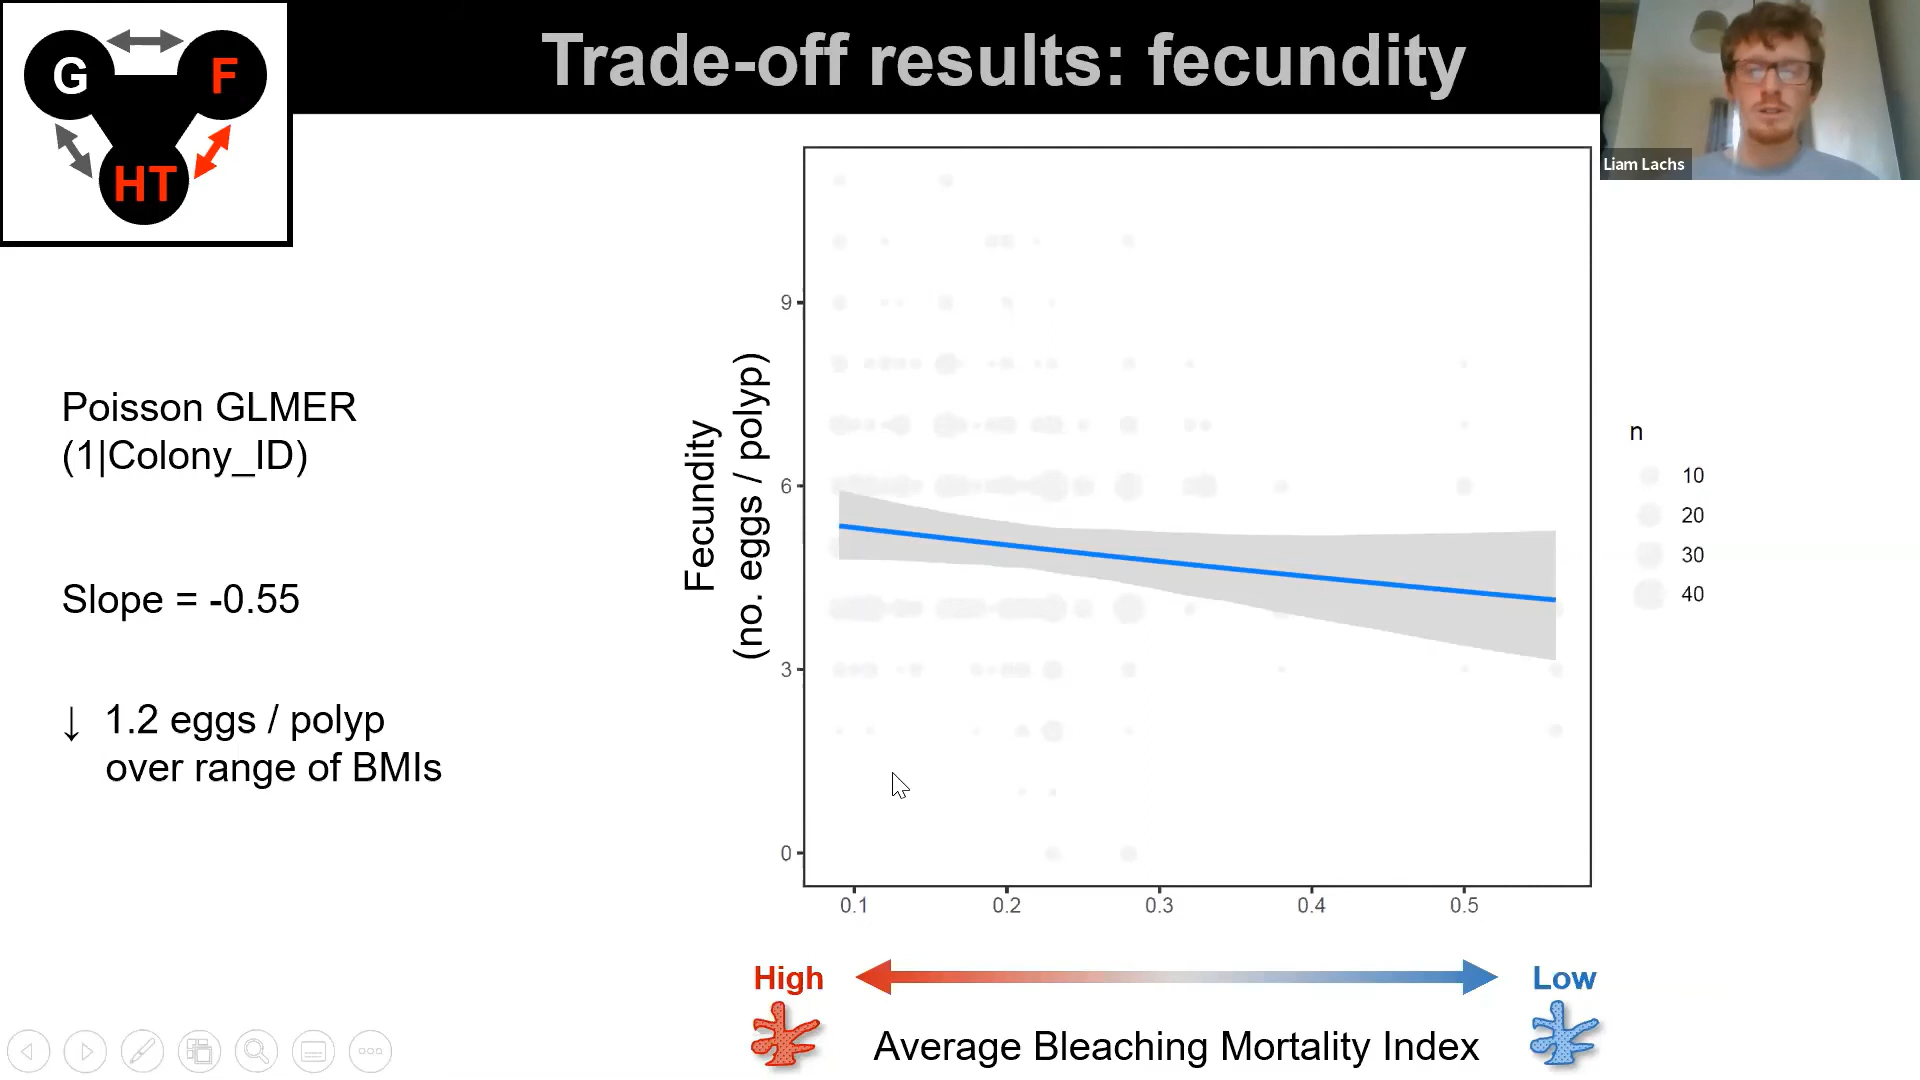 G
F
HT
Trade-off results: fecundity
Liam Lachs
Poisson GLMER
(1|Colony_ID)
Slope = -0.55
↓ 1.2 eggs / polyp
over range of BMIs
Fecundity
(no. eggs / polyp)
9
6
3
0
0.1 0.2 0.3 0.4 0.5
n
10
20
30
40
High
Low
Average Bleaching Mortality Index